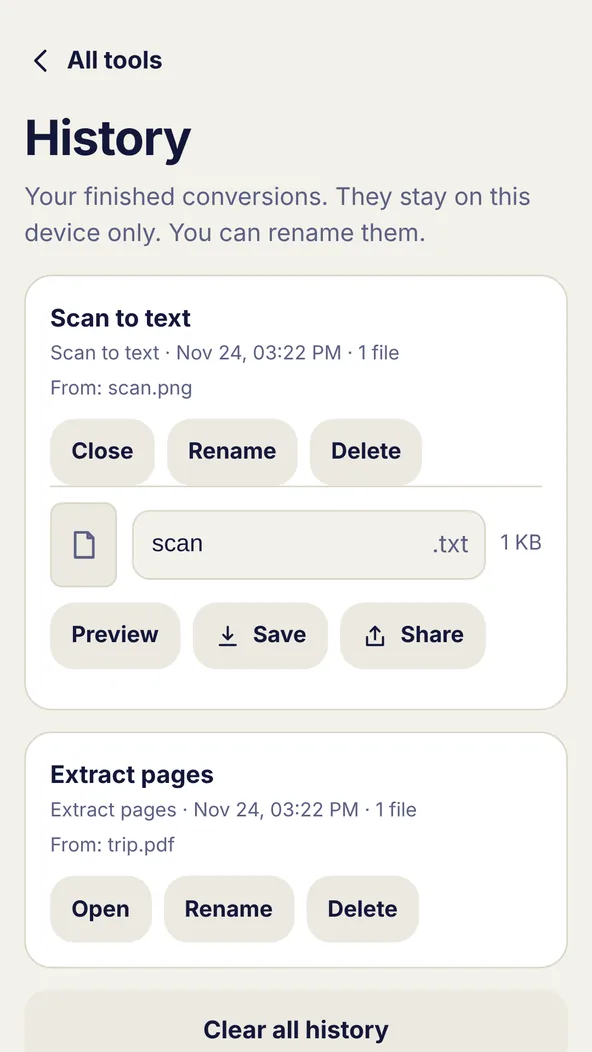 All tools
History
Your finished conversions. They stay on this
device only. You can rename them.
Scan to text
Scan to text · Nov 24, 03:22 PM · 1 file
From: scan.png
Close Rename Delete
scan .txt 1 KB
Preview Save Share
Extract pages
Extract pages · Nov 24, 03:22 PM · 1 file
From: trip.pdf
Open Rename Delete
Clear all history